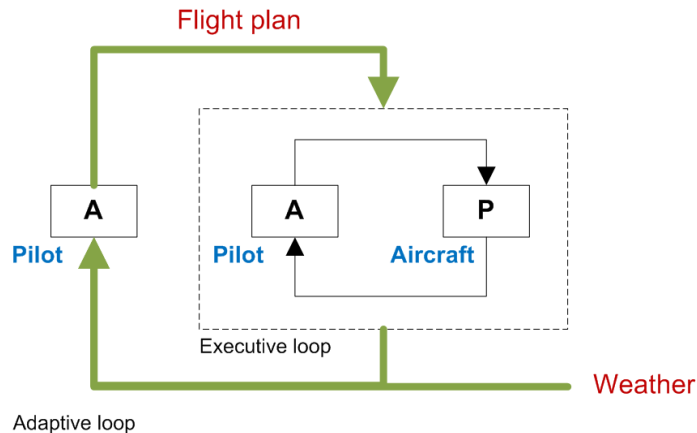 Flight plan
A
A
P
Pilot
Pilot
Aircraft
Executive loop
Weather
Adaptive loop